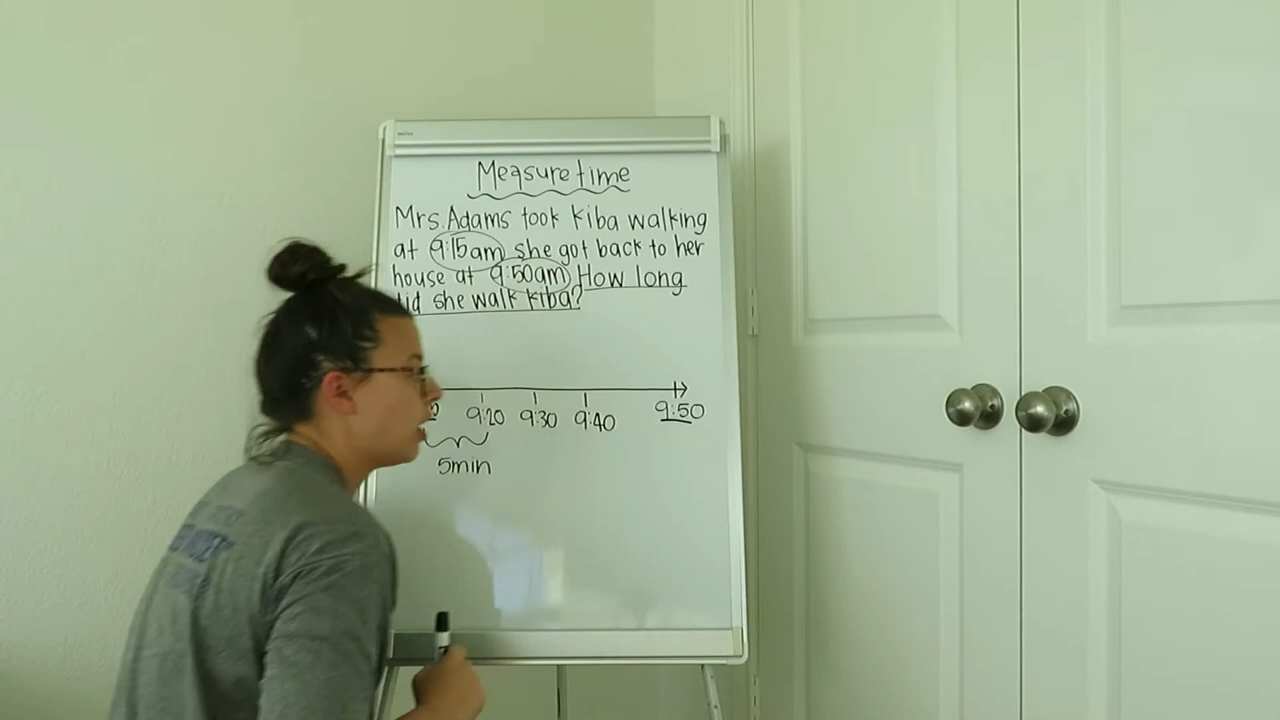 Measure time
Mrs. Adams took Kiba walking
at 9:15am she got back to her
house at 9:50am How long
did she walk kiba?
9:20 9:30 9:40 9:50
5min